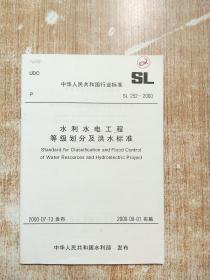 UDC
中华人民共和国行业标准
SL
P
SL 252—2000
水利水电工程
等级划分及洪水标准
Standard for Classification and Flood Control
of Water Resources and Hydroelectric Project
2000-07-13 发布
2000-08-01 实施
中华人民共和国水利部 发布